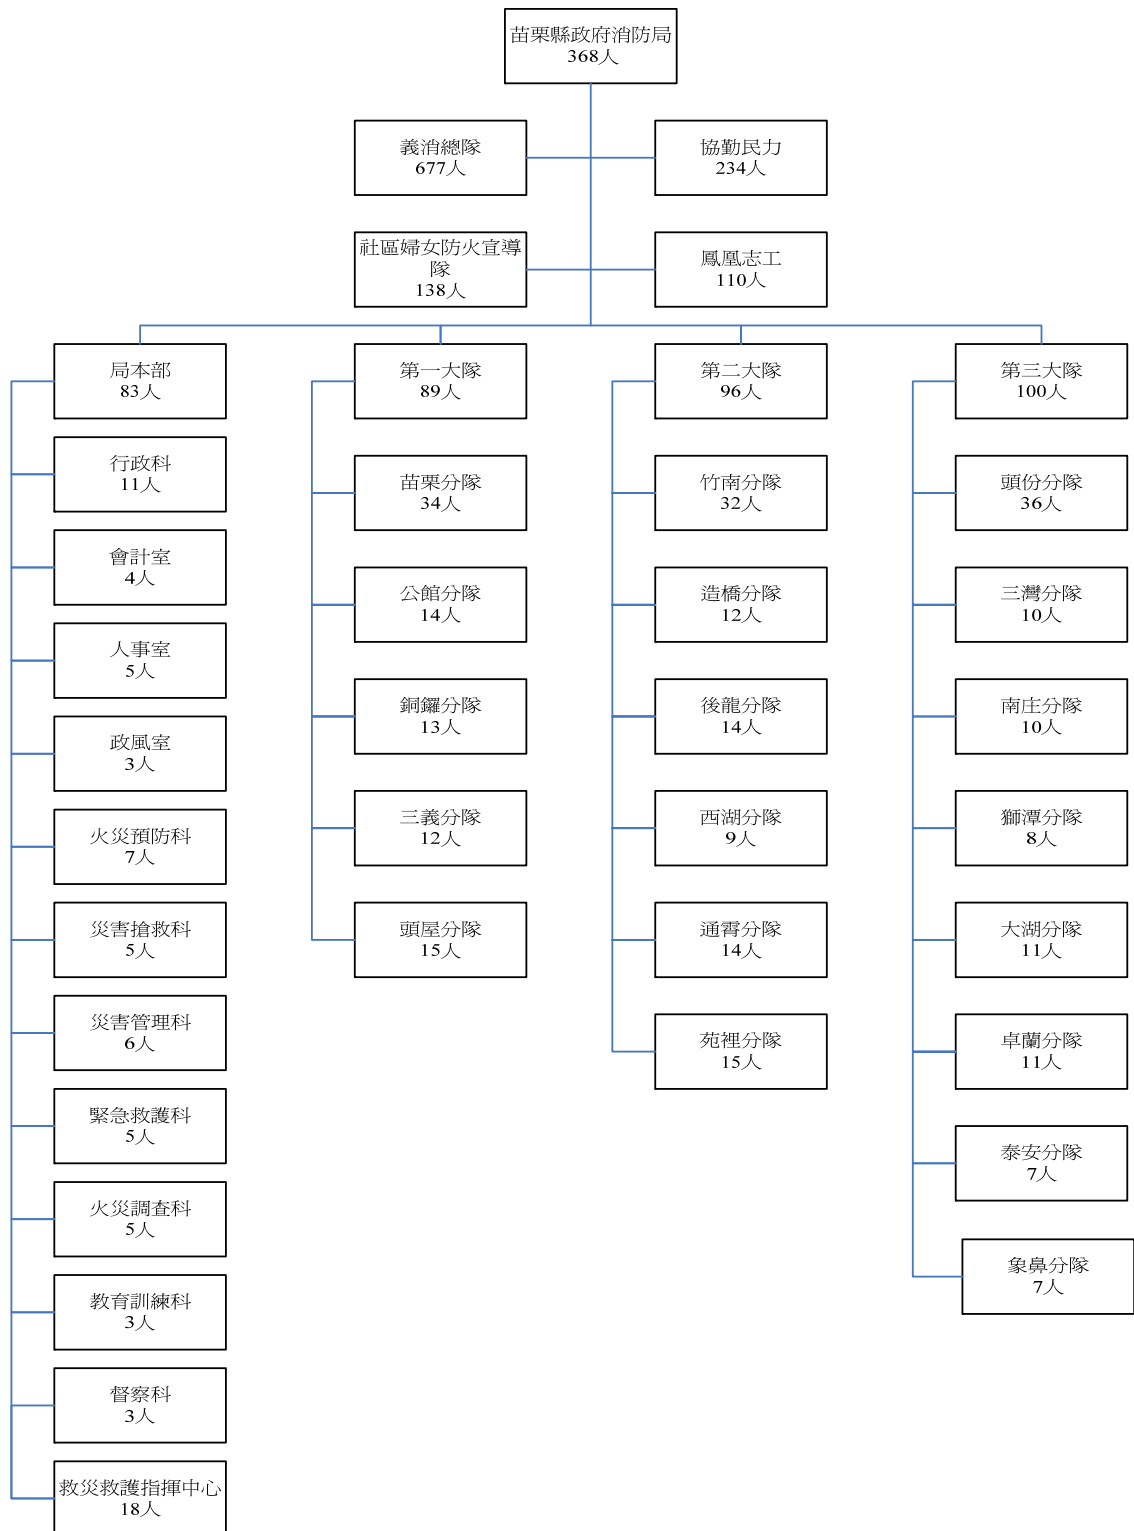 苗栗縣政府消防局
368人
義消總隊
677人
協勤民力
234人
社區婦女防火宣導
隊
138人
鳳凰志工
110人
局本部
83人
行政科
11人
會計室
4人
人事室
5人
政風室
3人
火災預防科
7人
災害搶救科
5人
災害管理科
6人
緊急救護科
5人
火災調查科
5人
教育訓練科
3人
督察科
3人
救災救護指揮中心
18人
第一大隊
89人
苗栗分隊
34人
公館分隊
14人
銅鑼分隊
13人
三義分隊
12人
頭屋分隊
15人
第二大隊
96人
竹南分隊
32人
造橋分隊
12人
後龍分隊
14人
西湖分隊
9人
通霄分隊
14人
苑裡分隊
15人
第三大隊
100人
頭份分隊
36人
三灣分隊
10人
南庄分隊
10人
獅潭分隊
8人
大湖分隊
11人
卓蘭分隊
11人
泰安分隊
7人
象鼻分隊
7人